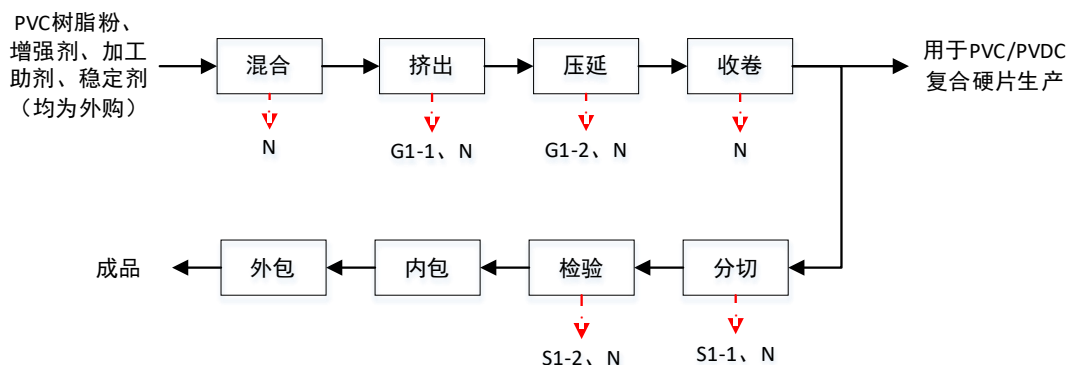 PVC树脂粉、
增强剂、加工
助剂、稳定剂
（均为外购）
混合
挤出
压延
收卷
用于PVC/PVDC
复合硬片生产
N
G1-1、N
G1-2、N
N
成品
外包
内包
检验
分切
S1-2、N
S1-1、N